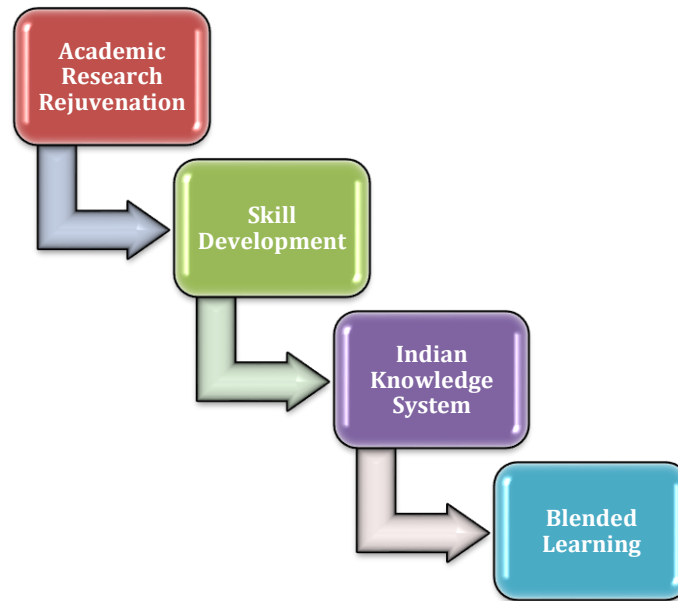 Academic
Research
Rejuvenation
Skill
Development
Indian
Knowledge
System
Blended
Learning